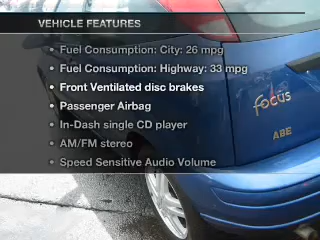 VEHICLE FEATURES
• Fuel Consumption: City: 26 mpg
• Fuel Consumption: Highway: 33 mpg
• Front Ventilated disc brakes
• Passenger Airbag
• In-Dash single CD player
• AM/FM stereo
• Speed Sensitive Audio Volume
focus
ABE